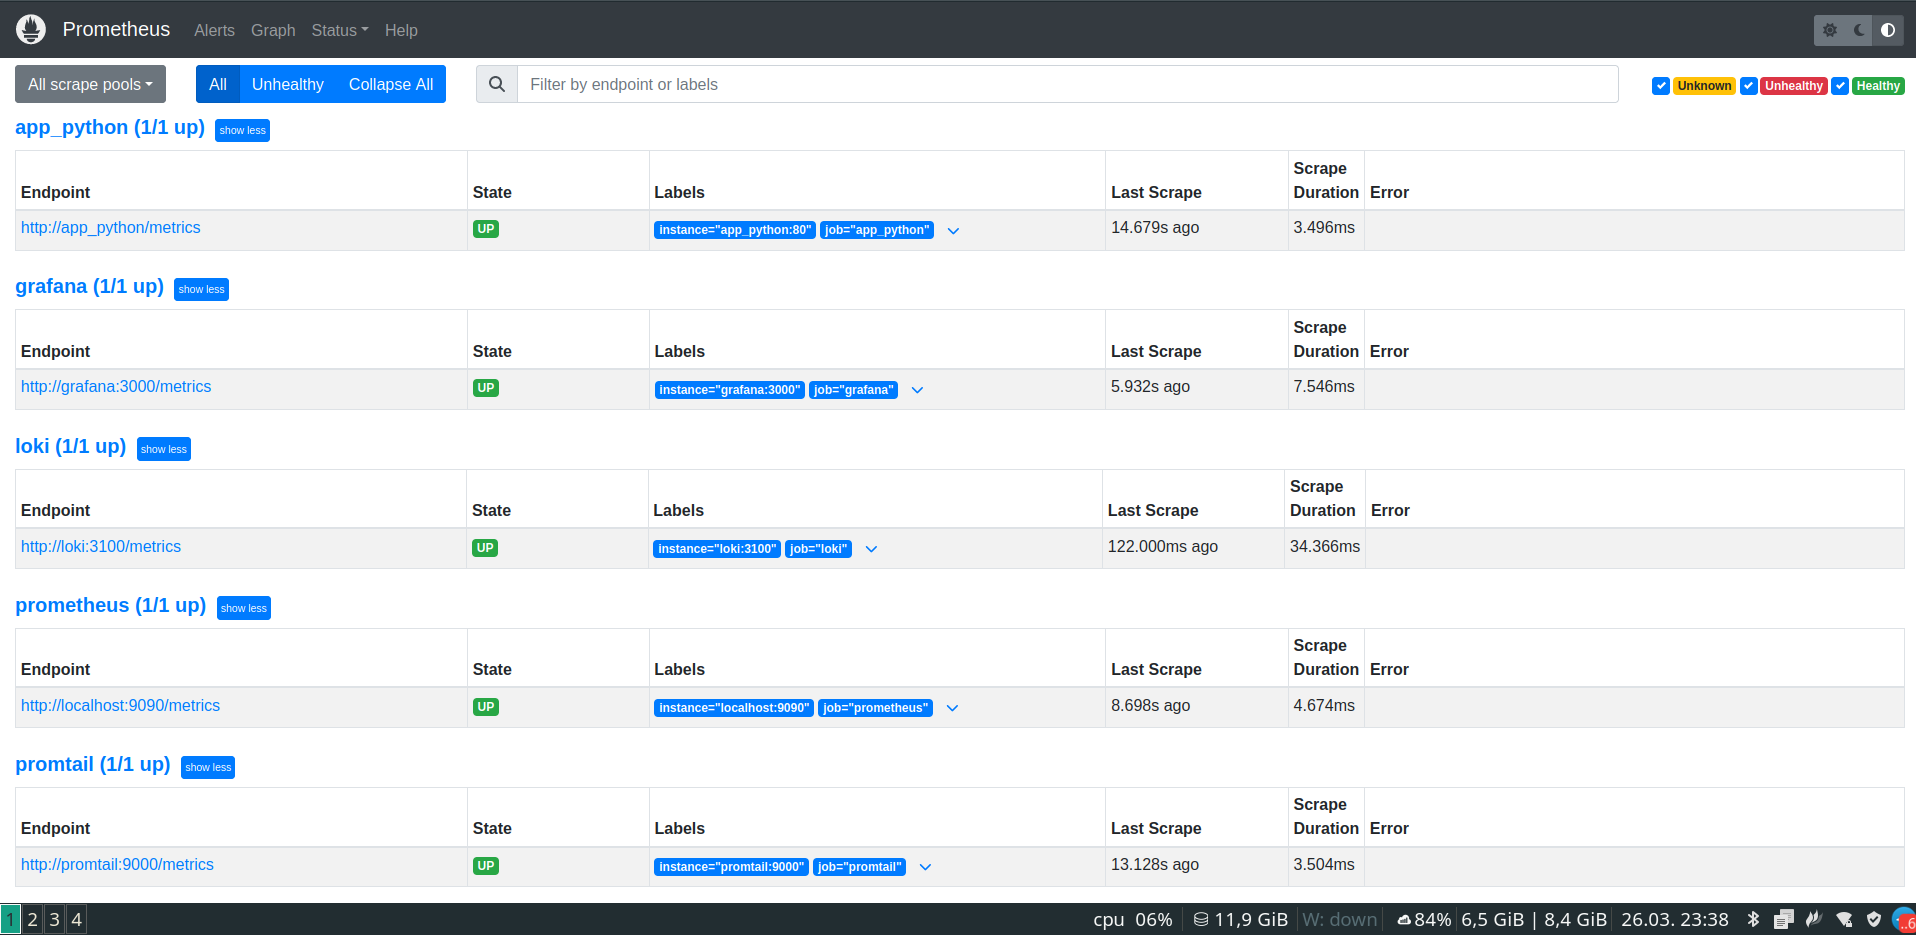 Prometheus Alerts Graph Status Help
All scrape pools All Unhealthy Collapse All Filter by endpoint or labels Unknown Unhealthy Healthy
app_python (1/1 up) show less
Endpoint State Labels Last Scrape Scrape Duration Error
http://app_python/metrics UP instance="app_python:80" job="app_python" 14.679s ago 3.496ms
grafana (1/1 up) show less
Endpoint State Labels Last Scrape Scrape Duration Error
http://grafana:3000/metrics UP instance="grafana:3000" job="grafana" 5.932s ago 7.546ms
loki (1/1 up) show less
Endpoint State Labels Last Scrape Scrape Duration Error
http://loki:3100/metrics UP instance="loki:3100" job="loki" 122.000ms ago 34.366ms
prometheus (1/1 up) show less
Endpoint State Labels Last Scrape Scrape Duration Error
http://localhost:9090/metrics UP instance="localhost:9090" job="prometheus" 8.698s ago 4.674ms
promtail (1/1 up) show less
Endpoint State Labels Last Scrape Scrape Duration Error
http://promtail:9000/metrics UP instance="promtail:9000" job="promtail" 13.128s ago 3.504ms
1 2 3 4 cpu 06% 11,9 GiB W: down 84% 6,5 GiB | 8,4 GiB 26.03. 23:38 ..6